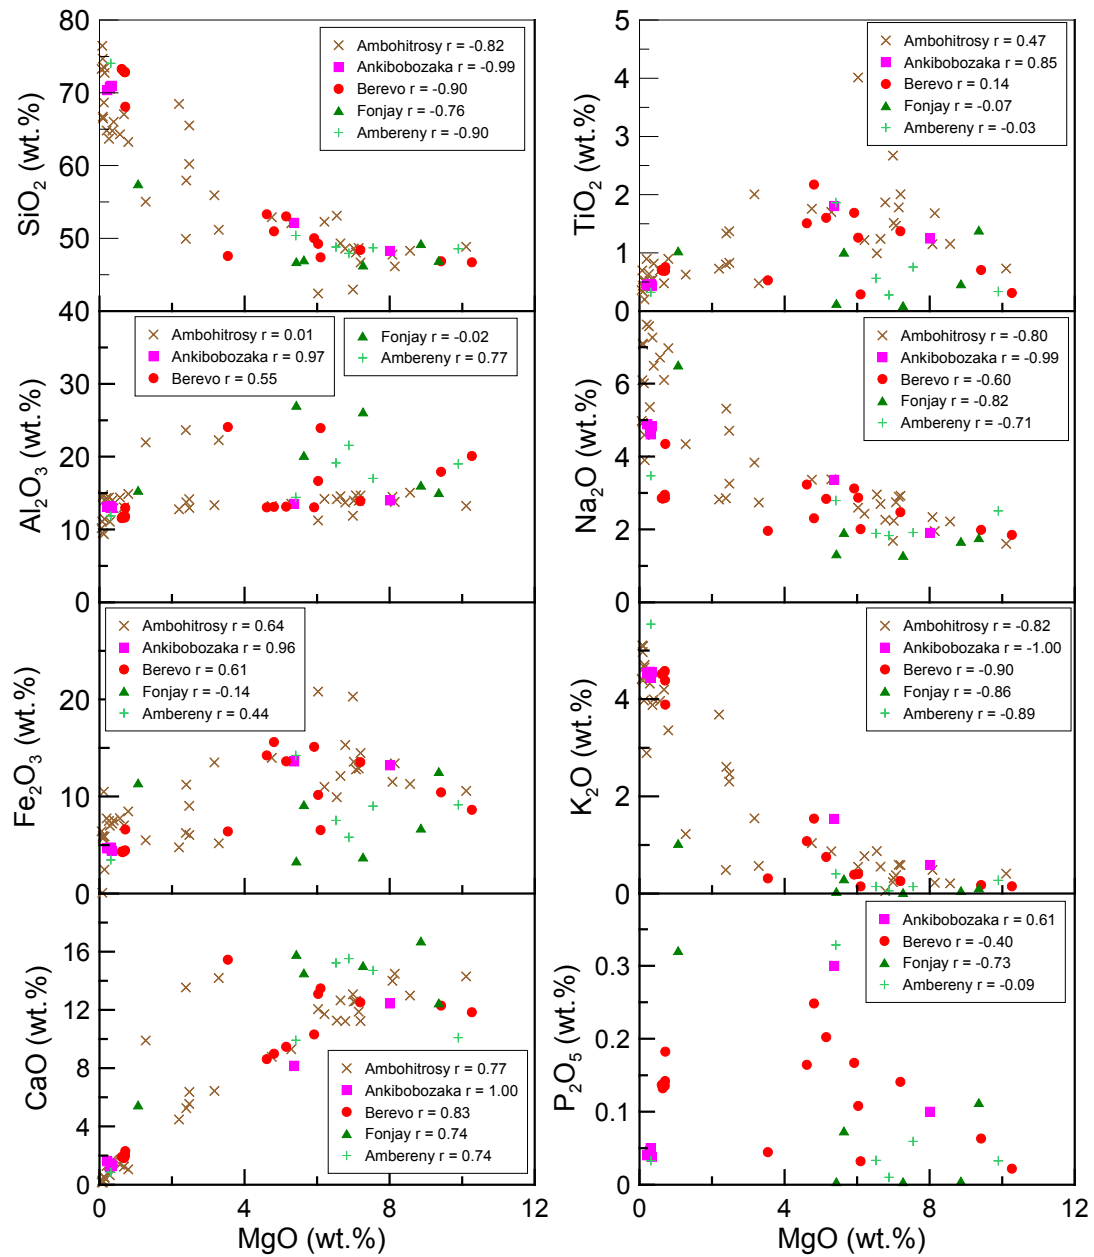 80
70
60
50
40
SiO2 (wt.%)
Ambohitrosy r = -0.82
Ankibobozaka r = -0.99
Berevo r = -0.90
Fonjay r = -0.76
Ambereny r = -0.90
5
4
3
2
1
0
TiO2 (wt.%)
Ambohitrosy r = 0.47
Ankibobozaka r = 0.85
Berevo r = 0.14
Fonjay r = -0.07
Ambereny r = -0.03
30
20
10
0
Al2O3 (wt.%)
Ambohitrosy r = 0.01
Ankibobozaka r = 0.97
Berevo r = 0.55
Fonjay r = -0.02
Ambereny r = 0.77
6
4
2
0
Na2O (wt.%)
Ambohitrosy r = -0.80
Ankibobozaka r = -0.99
Berevo r = -0.60
Fonjay r = -0.82
Ambereny r = -0.71
20
10
0
Fe2O3 (wt.%)
Ambohitrosy r = 0.64
Ankibobozaka r = 0.96
Berevo r = 0.61
Fonjay r = -0.14
Ambereny r = 0.44
4
2
0
K2O (wt.%)
Ambohitrosy r = -0.82
Ankibobozaka r = -1.00
Berevo r = -0.90
Fonjay r = -0.86
Ambereny r = -0.89
16
12
8
4
0
CaO (wt.%)
Ambohitrosy r = 0.77
Ankibobozaka r = 1.00
Berevo r = 0.83
Fonjay r = 0.74
Ambereny r = 0.74
0 4 8 12
MgO (wt.%)
0.3
0.2
0.1
0
P2O5 (wt.%)
Ankibobozaka r = 0.61
Berevo r = -0.40
Fonjay r = -0.73
Ambereny r = -0.09
0 4 8 12
MgO (wt.%)